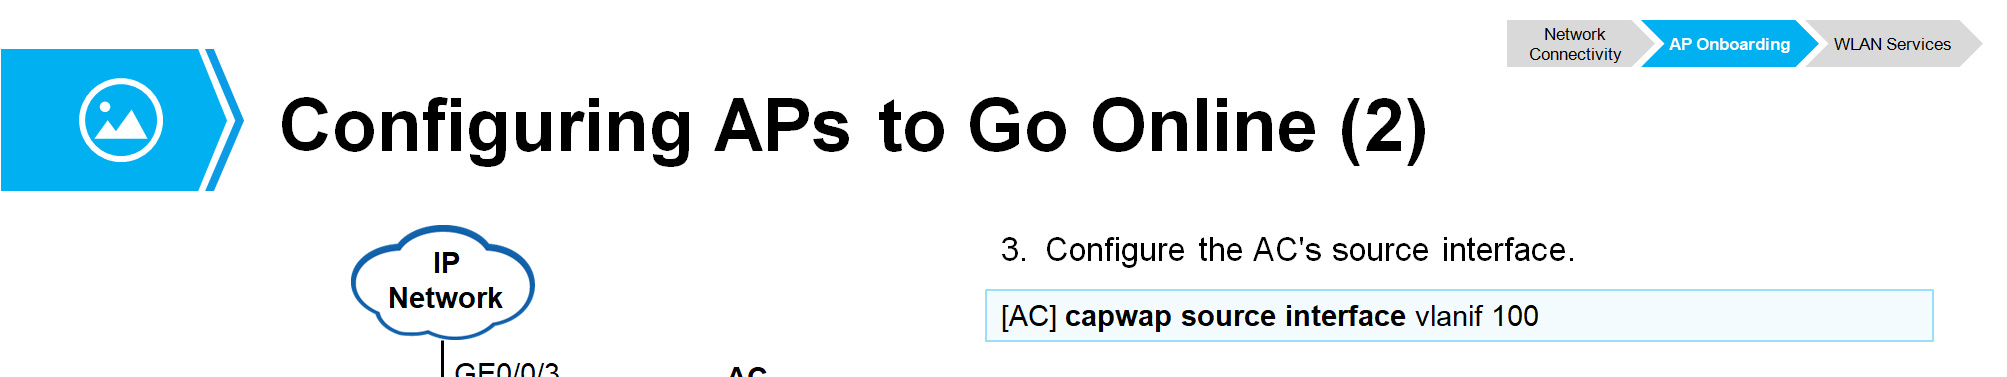 Network
Connectivity
AP Onboarding
WLAN Services
Configuring APs to Go Online (2)
IP
Network
3. Configure the AC's source interface.
[AC] capwap source interface vlanif 100
GE0/0/3
AC